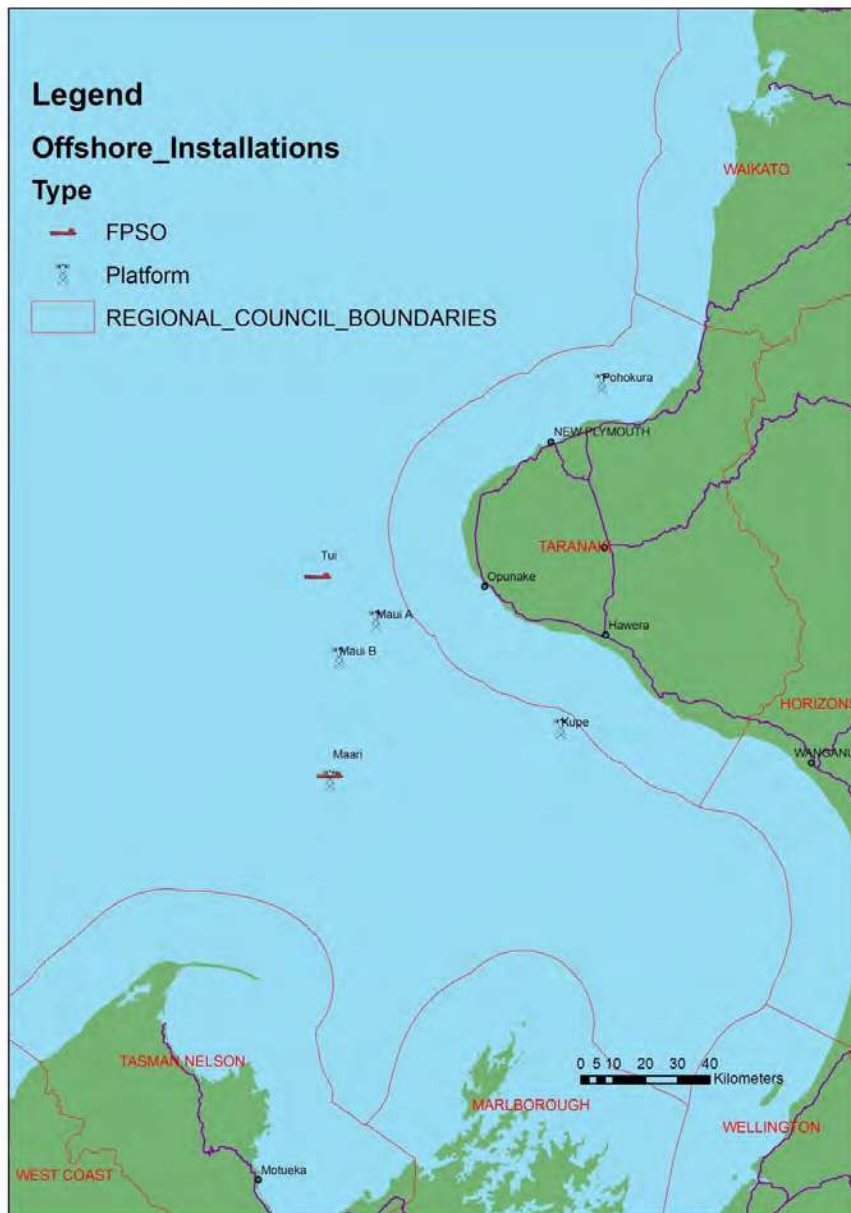 Legend
Offshore_Installations
Type
FPSO
Platform
REGIONAL_COUNCIL_BOUNDARIES
WAIKATO
Pohokura
NEW PLYMOUTH
TARANAKI
Tui
Opunake
Maui A
Hawera
Maui B
HORIZONS
Kupe
WANGANU
Maari
TASMAN NELSON
0 5 10 20 30 40
Kilometers
MARLBOROUGH
WELLINGTON
WEST COAST
Motueka